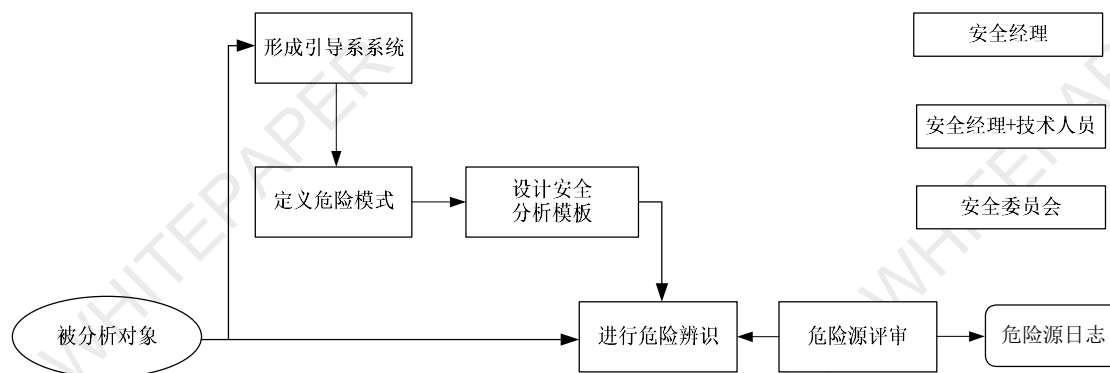 形成引导系系统
安全经理
安全经理+技术人员
定义危险模式
设计安全
分析模板
安全委员会
被分析对象
进行危险辨识
危险源评审
危险源日志
WHITEPAPER
WHITEPAPER